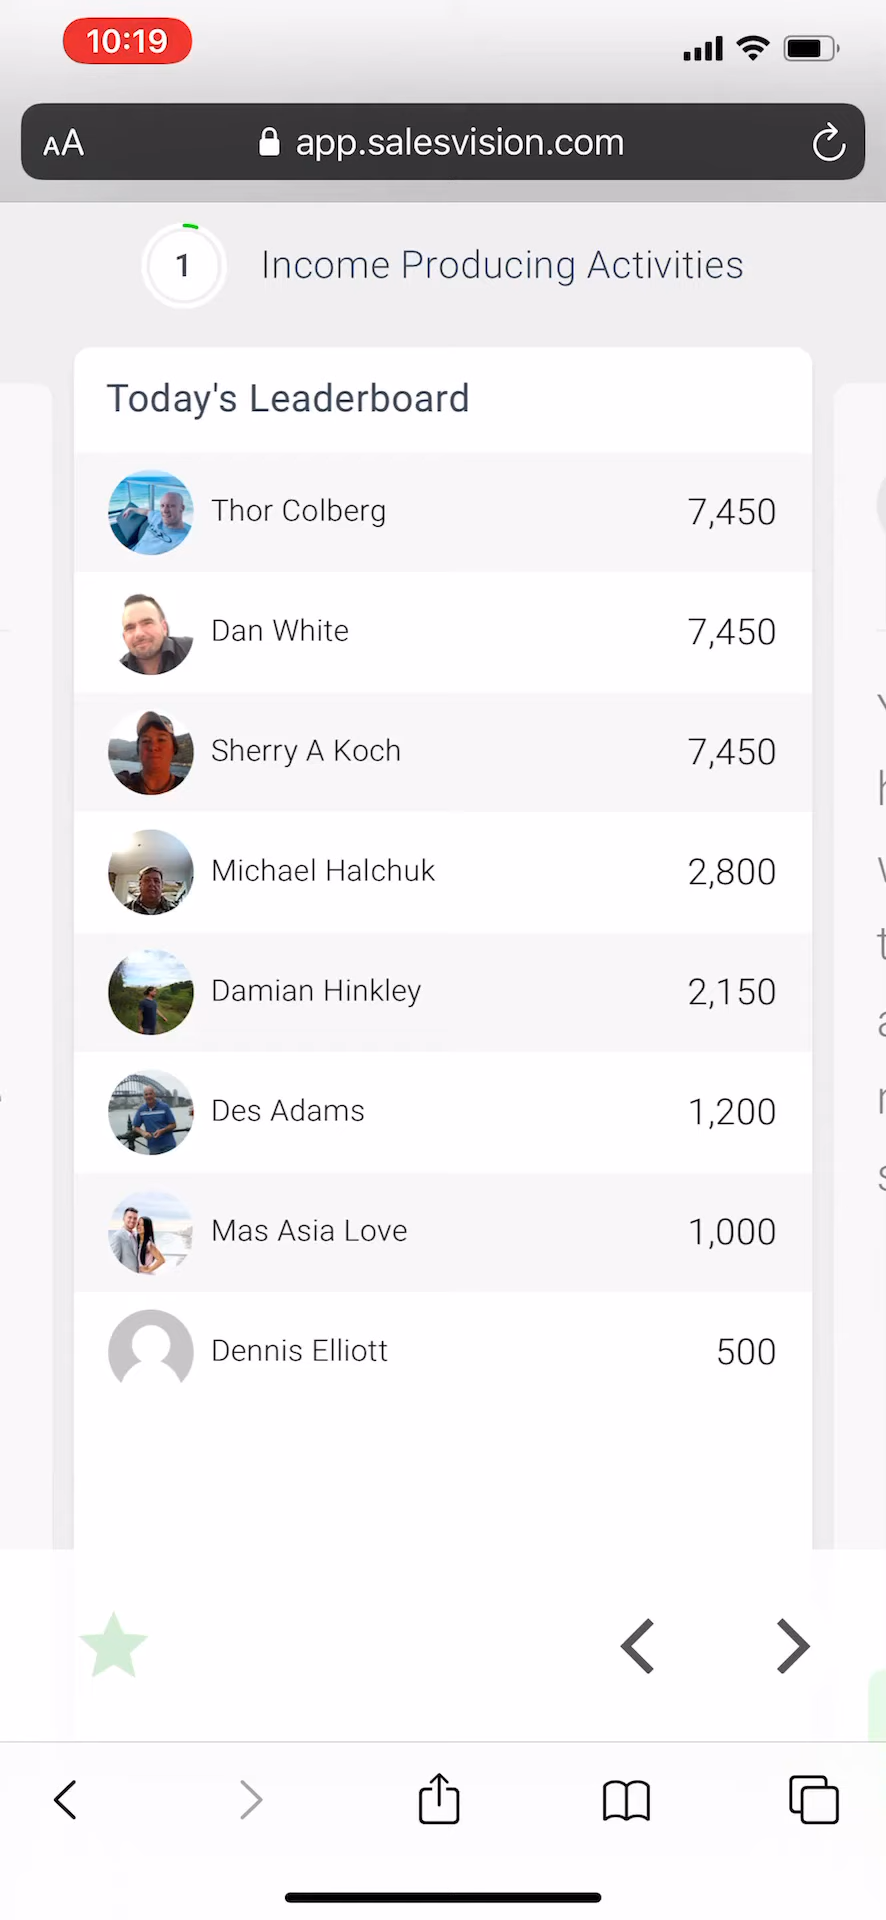 10:19
AA
app.salesvision.com
1
Income Producing Activities
Today's Leaderboard
Thor Colberg 7,450
Dan White 7,450
Sherry A Koch 7,450
Michael Halchuk 2,800
Damian Hinkley 2,150
Des Adams 1,200
Mas Asia Love 1,000
Dennis Elliott 500